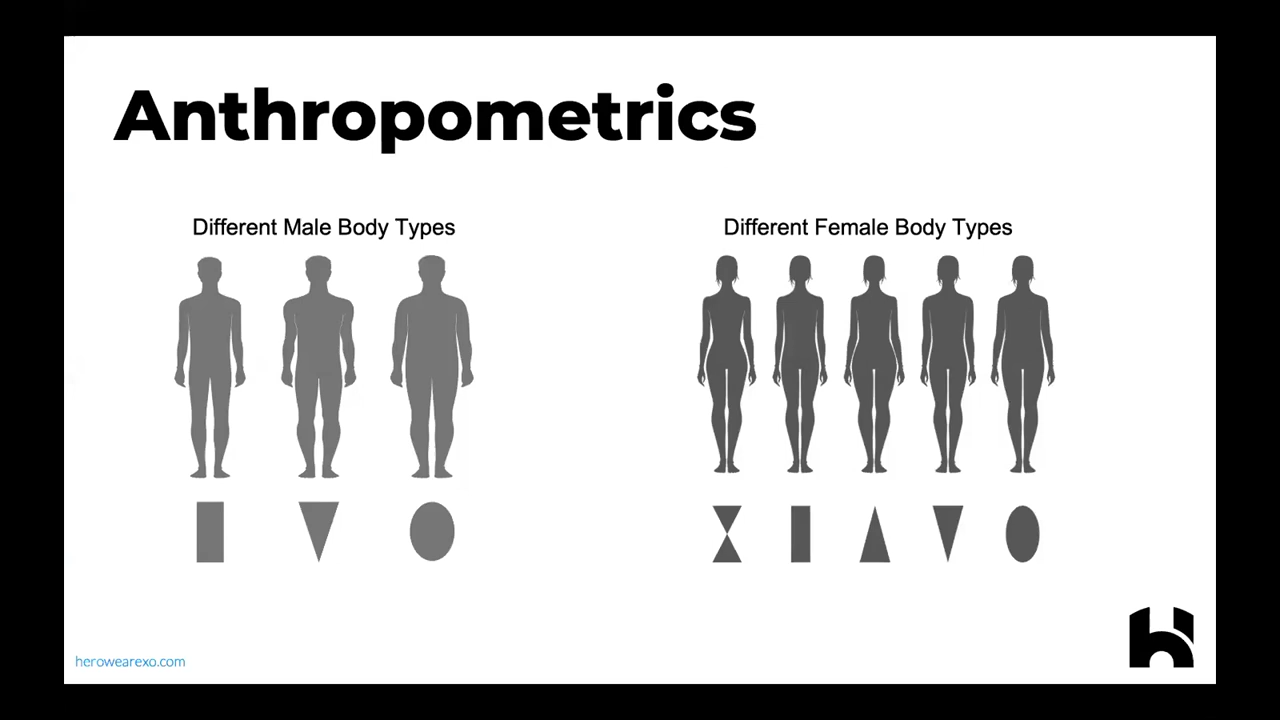 Anthropometrics
Different Male Body Types
Different Female Body Types
herowearexo.com